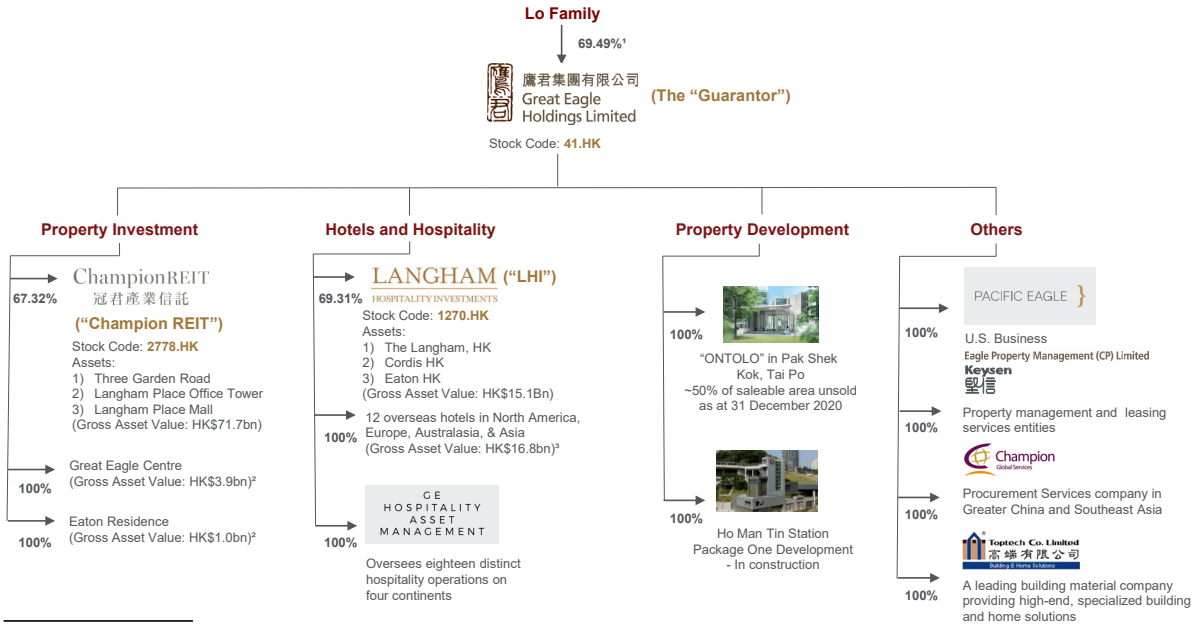 Lo Family
69.49%¹
鷹君
鷹君集團有限公司
Great Eagle
Holdings Limited
(The “Guarantor”)
Stock Code: 41.HK
Property Investment
67.32%
ChampionREIT
冠君產業信託
(“Champion REIT”)
Stock Code: 2778.HK
Assets:
1) Three Garden Road
2) Langham Place Office Tower
3) Langham Place Mall
(Gross Asset Value: HK$71.7bn)
100%
Great Eagle Centre
(Gross Asset Value: HK$3.9bn)²
100%
Eaton Residence
(Gross Asset Value: HK$1.0bn)²
Hotels and Hospitality
69.31%
LANGHAM (“LHI”)
HOSPITALITY INVESTMENTS
Stock Code: 1270.HK
Assets:
1) The Langham, HK
2) Cordis HK
3) Eaton HK
(Gross Asset Value: HK$15.1Bn)
100%
12 overseas hotels in North America,
Europe, Australasia, & Asia
(Gross Asset Value: HK$16.8bn)³
100%
GE
HOSPITALITY
ASSET
MANAGEMENT
Oversees eighteen distinct
hospitality operations on
four continents
Property Development
100%
“ONTOLO” in Pak Shek
Kok, Tai Po
~50% of saleable area unsold
as at 31 December 2020
100%
Ho Man Tin Station
Package One Development
- In construction
Others
100%
PACIFIC EAGLE }
U.S. Business
Eagle Property Management (CP) Limited
Keysen
堅信
100%
Property management and leasing
services entities
Champion
Global Services
100%
Procurement Services company in
Greater China and Southeast Asia
Toptech Co. Limited
高端有限公司
Building & Home Solutions
100%
A leading building material company
providing high-end, specialized building
and home solutions